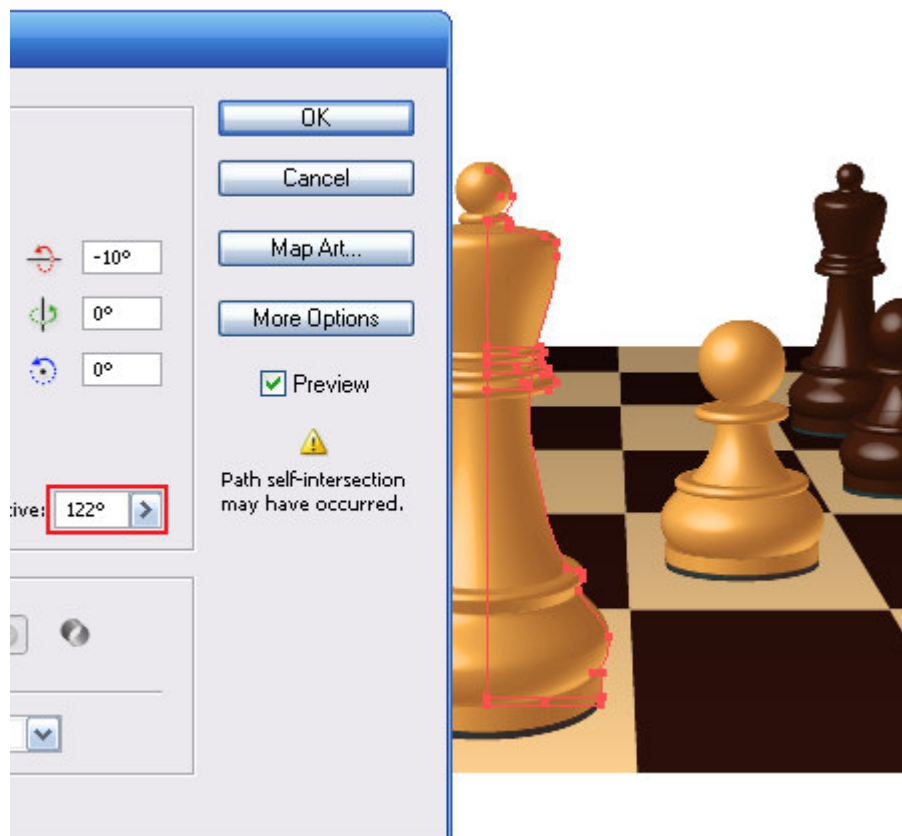 OK
Cancel
Map Art...
More Options
-10°
0°
0°
Preview
Path self-intersection
may have occurred.
tive: 122°